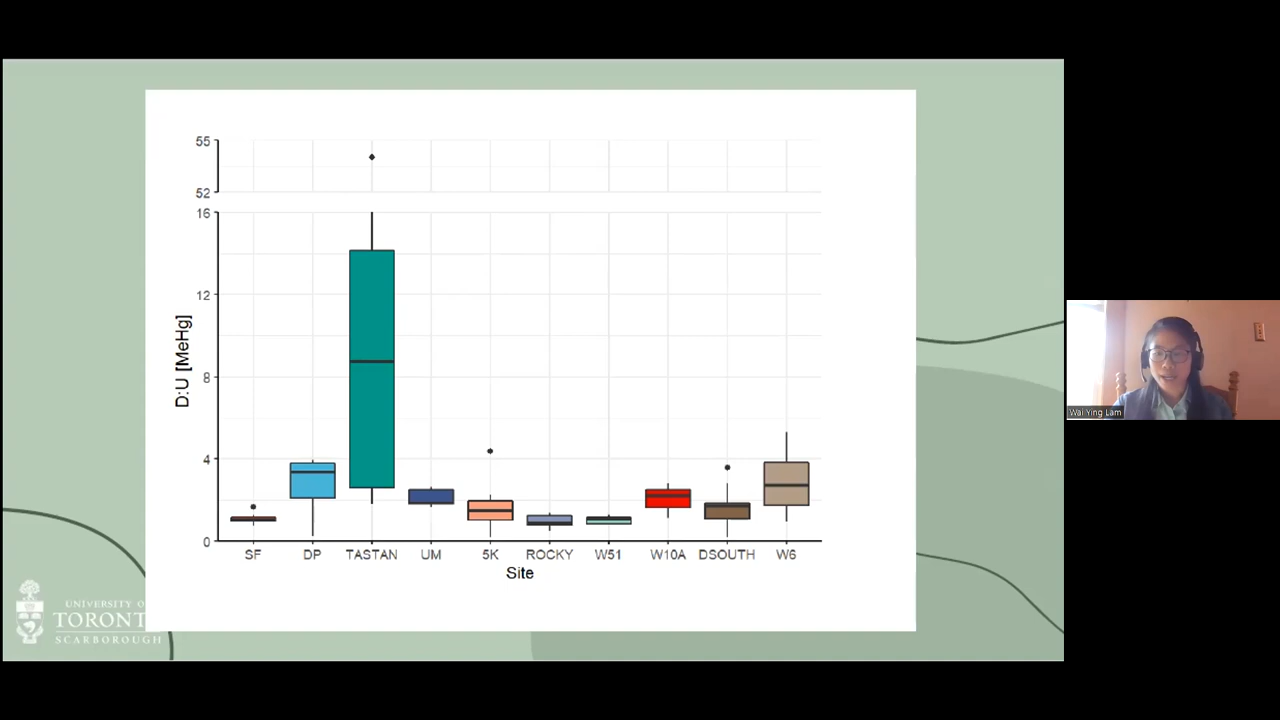 55
52
16
12
8
4
0
D:U [MeHg]
SF DP TASTAN UM 5K ROCKY W51 W10A DSOUTH W6
Site
UNIVERSITY O
TORONT
SCARBOROUGH
Wai Ying Lam